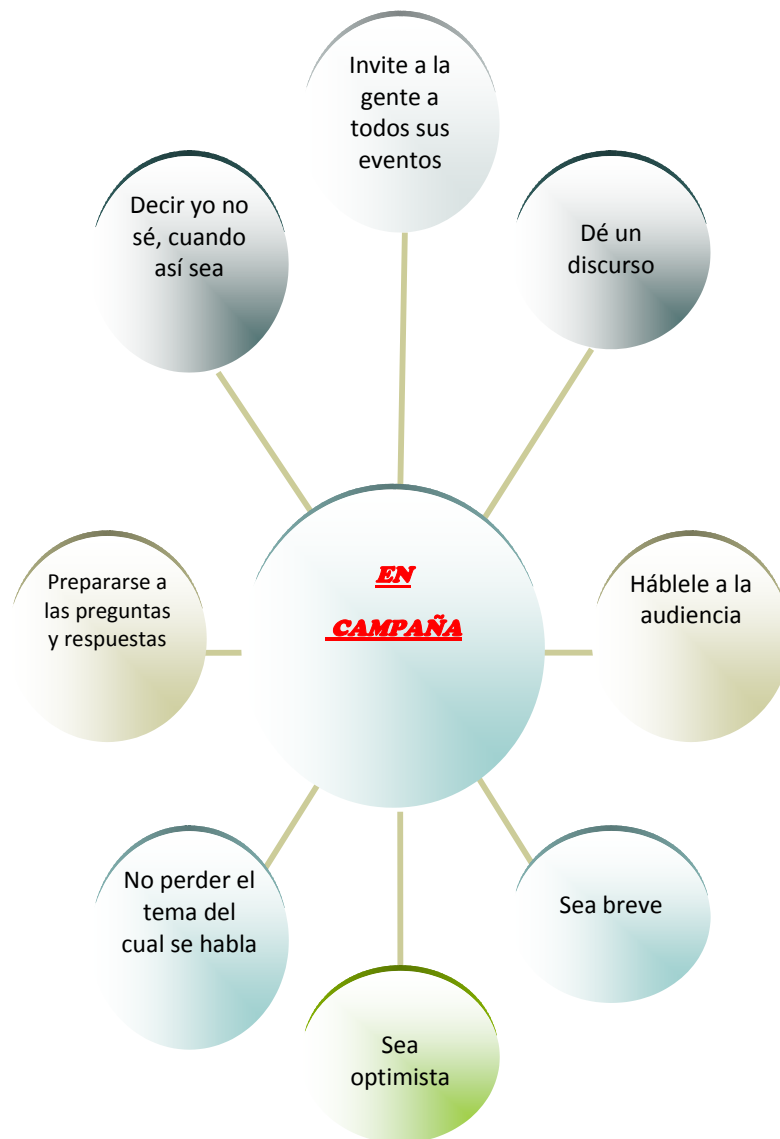 Invite a la
gente a
todos sus
eventos
Decir yo no
sé, cuando
así sea
Dé un
discurso
EN
CAMPAÑA
Prepararse a
las preguntas
y respuestas
Háblele a la
audiencia
No perder el
tema del
cual se habla
Sea breve
Sea
optimista